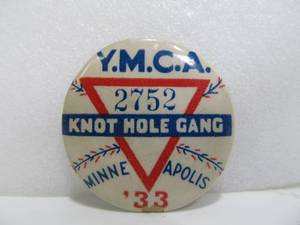 Y.M.C.A.
2752
KNOT HOLE GANG
MINNE APOLIS
'33